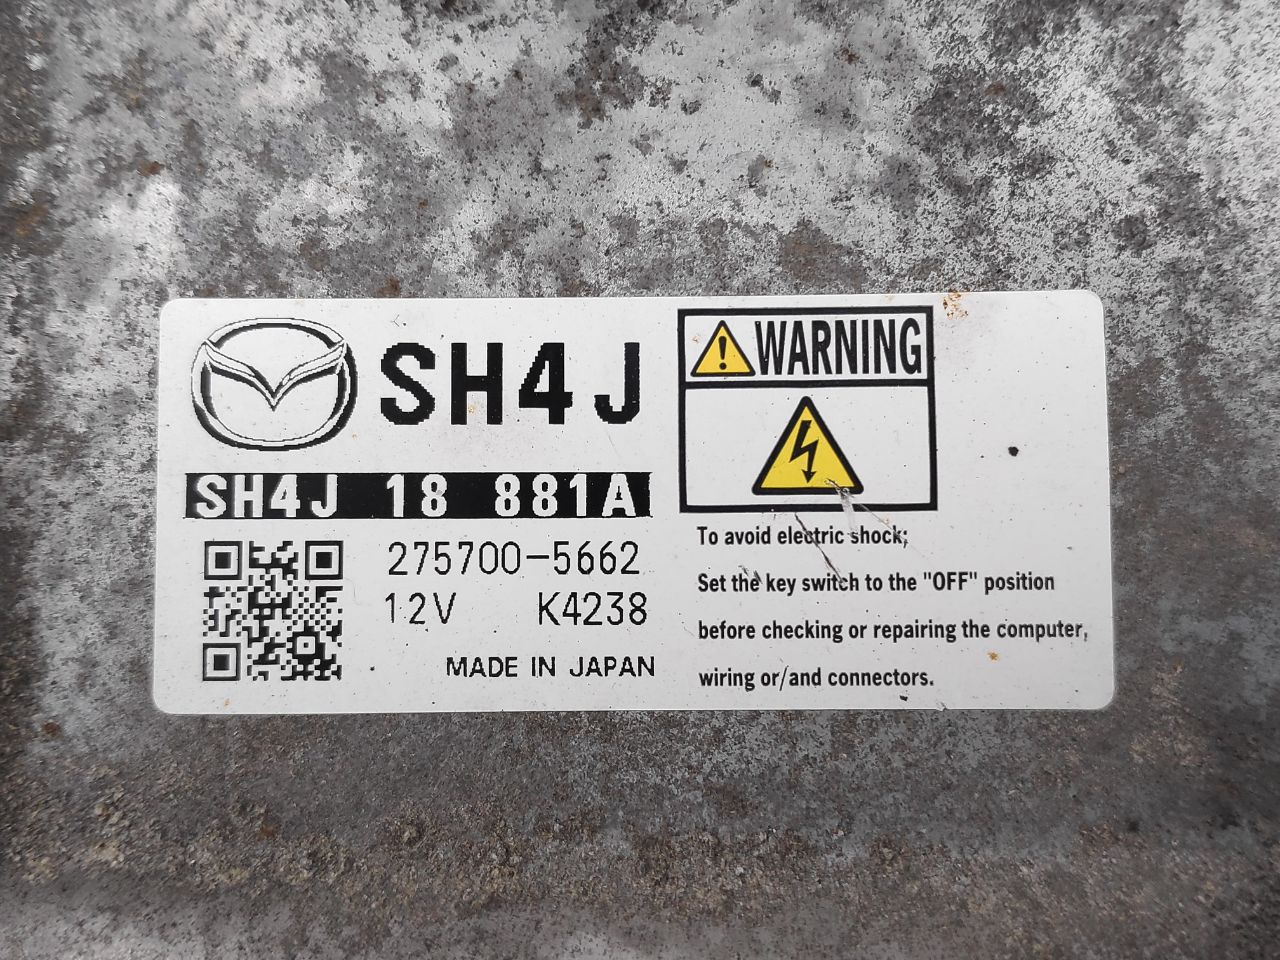 SH4J
SH4J 18 881A
275700-5662
12V K4238
MADE IN JAPAN
WARNING
To avoid electric shock;
Set the key switch to the "OFF" position
before checking or repairing the computer,
wiring or/and connectors.